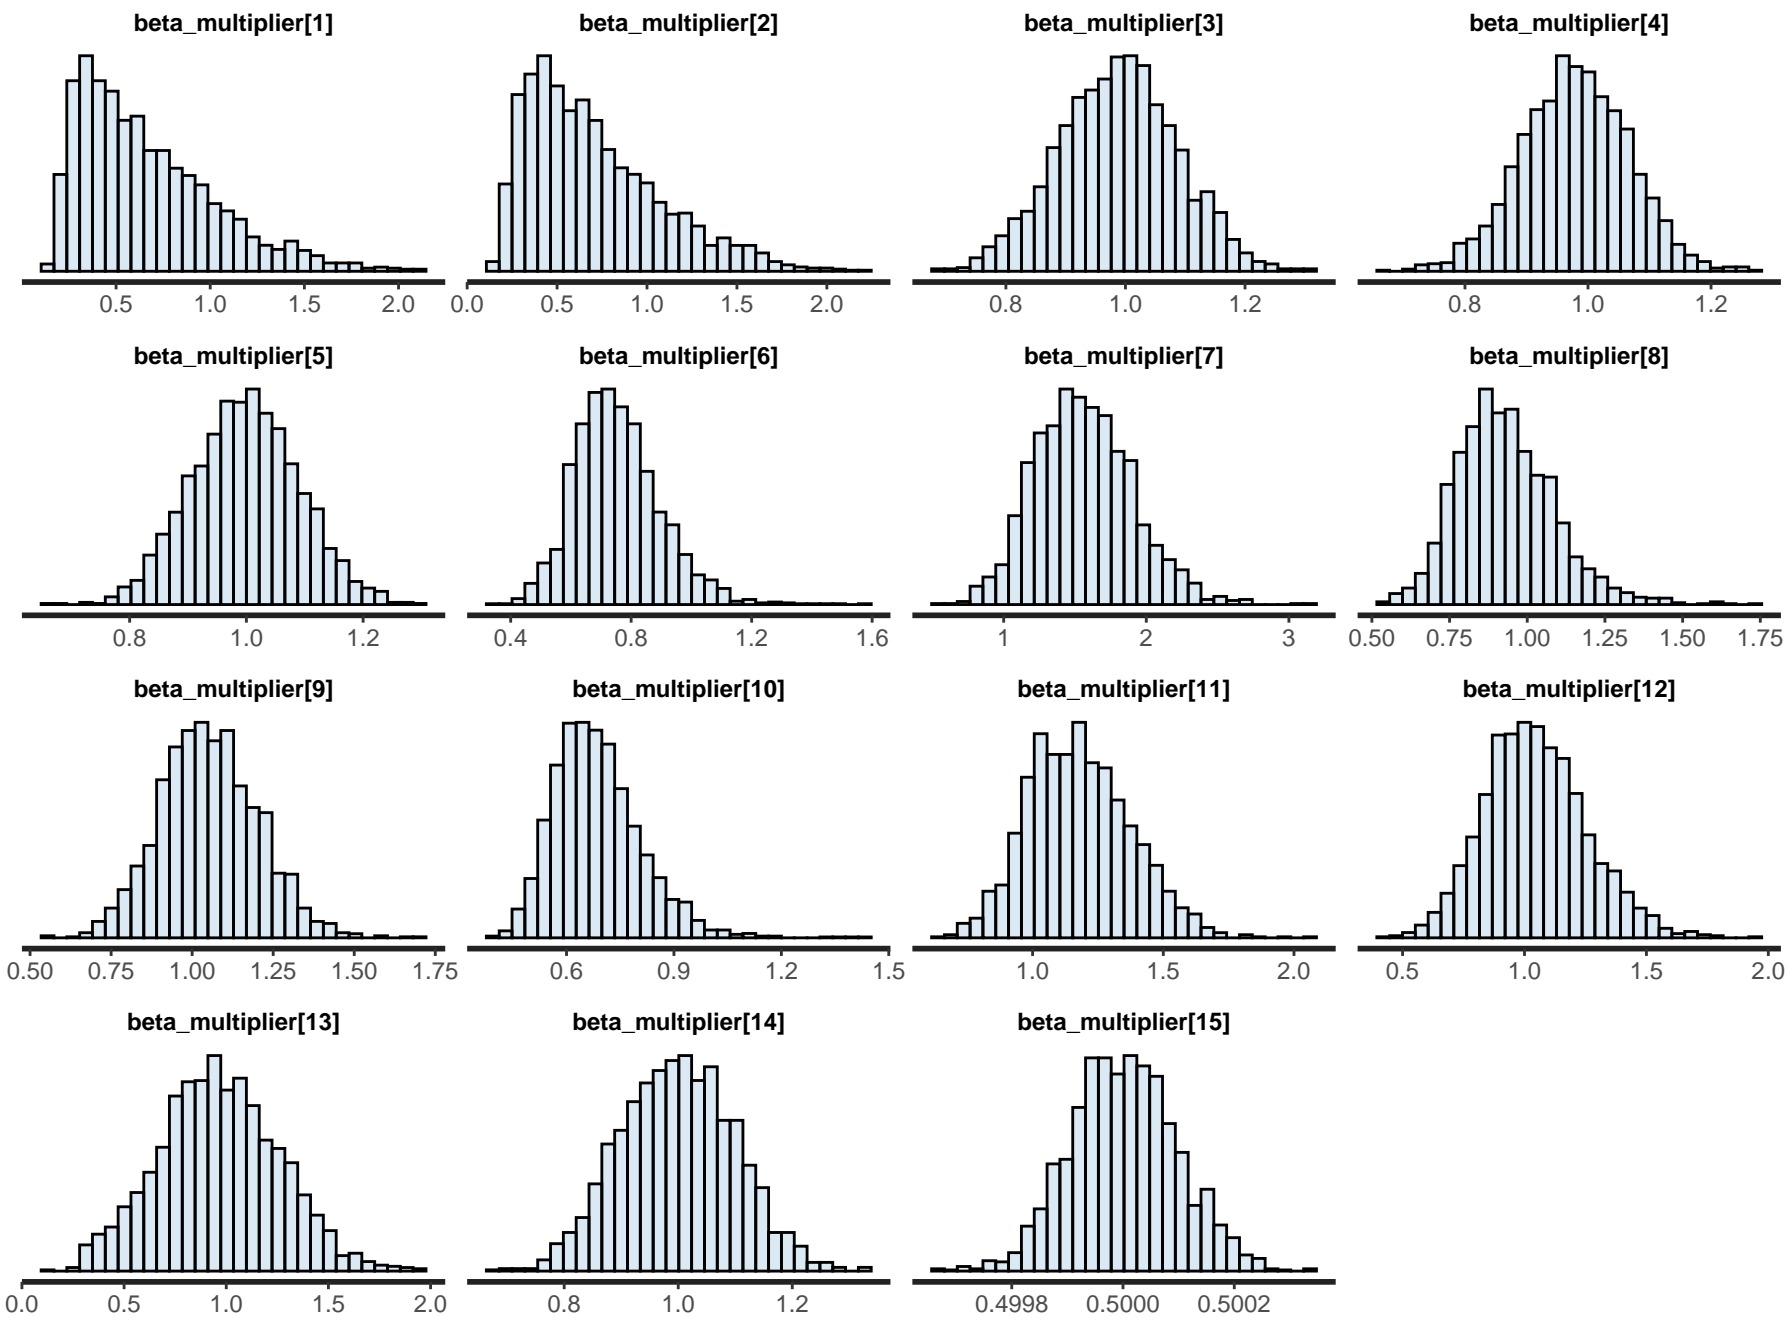 beta_multiplier[1] beta_multiplier[2] beta_multiplier[3] beta_multiplier[4]
0.5 1.0 1.5 2.0 0.0 0.5 1.0 1.5 2.0 0.8 1.0 1.2 0.8 1.0 1.2
beta_multiplier[5] beta_multiplier[6] beta_multiplier[7] beta_multiplier[8]
0.8 1.0 1.2 0.4 0.8 1.2 1.6 1 2 3 0.50 0.75 1.00 1.25 1.50 1.75
beta_multiplier[9] beta_multiplier[10] beta_multiplier[11] beta_multiplier[12]
0.50 0.75 1.00 1.25 1.50 1.75 0.6 0.9 1.2 1.5 1.0 1.5 2.0 0.5 1.0 1.5 2.0
beta_multiplier[13] beta_multiplier[14] beta_multiplier[15]
0.0 0.5 1.0 1.5 2.0 0.8 1.0 1.2 0.4998 0.5000 0.5002